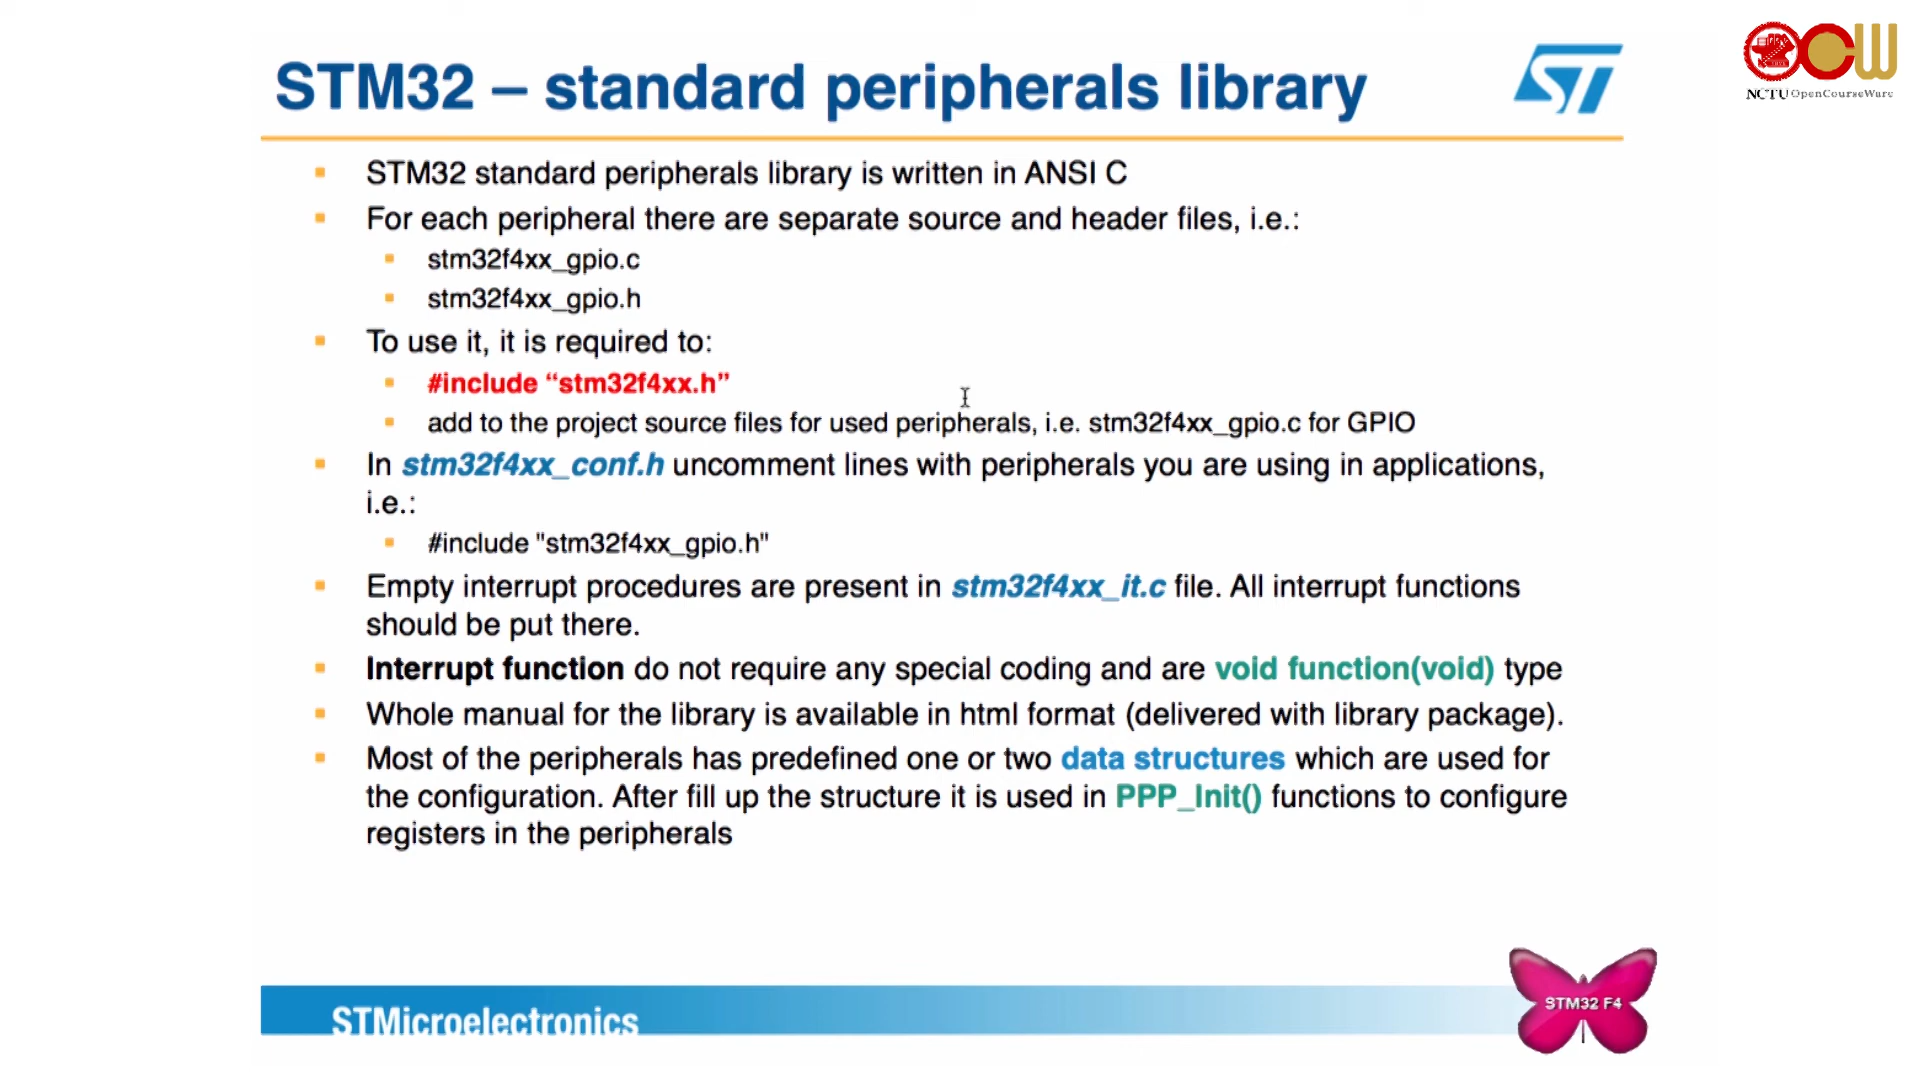 STM32 – standard peripherals library
ST
NCTU OpenCourseWare
STM32 standard peripherals library is written in ANSI C
For each peripheral there are separate source and header files, i.e.:
stm32f4xx_gpio.c
stm32f4xx_gpio.h
To use it, it is required to:
#include “stm32f4xx.h”
add to the project source files for used peripherals, i.e. stm32f4xx_gpio.c for GPIO
In stm32f4xx_conf.h uncomment lines with peripherals you are using in applications,
i.e.:
#include "stm32f4xx_gpio.h"
Empty interrupt procedures are present in stm32f4xx_it.c file. All interrupt functions
should be put there.
Interrupt function do not require any special coding and are void function(void) type
Whole manual for the library is available in html format (delivered with library package).
Most of the peripherals has predefined one or two data structures which are used for
the configuration. After fill up the structure it is used in PPP_Init() functions to configure
registers in the peripherals
STMicroelectronics
STM32 F4